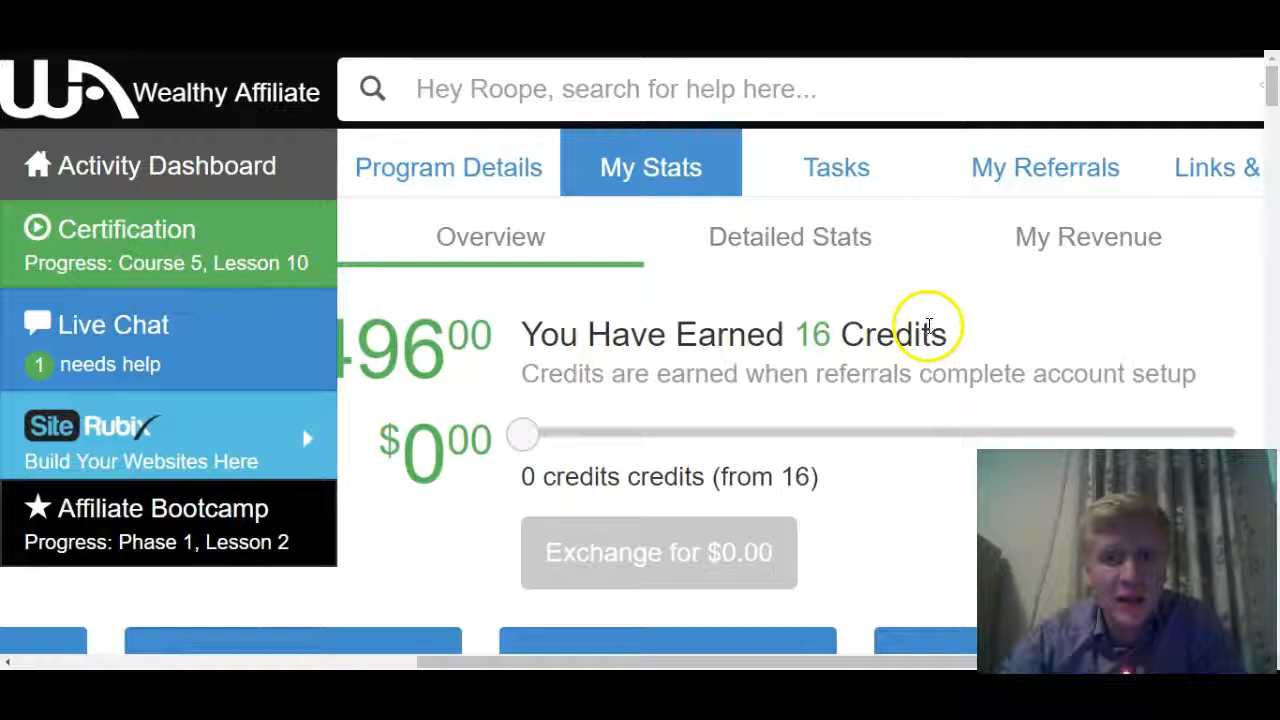 WA Wealthy Affiliate
Hey Roope, search for help here...
Activity Dashboard
Program Details
My Stats
Tasks
My Referrals
Links &
Certification
Progress: Course 5, Lesson 10
Overview
Detailed Stats
My Revenue
Live Chat
1 needs help
496 00
You Have Earned 16 Credits
Credits are earned when referrals complete account setup
Site Rubix
Build Your Websites Here
$0 00
0 credits credits (from 16)
Affiliate Bootcamp
Progress: Phase 1, Lesson 2
Exchange for $0.00